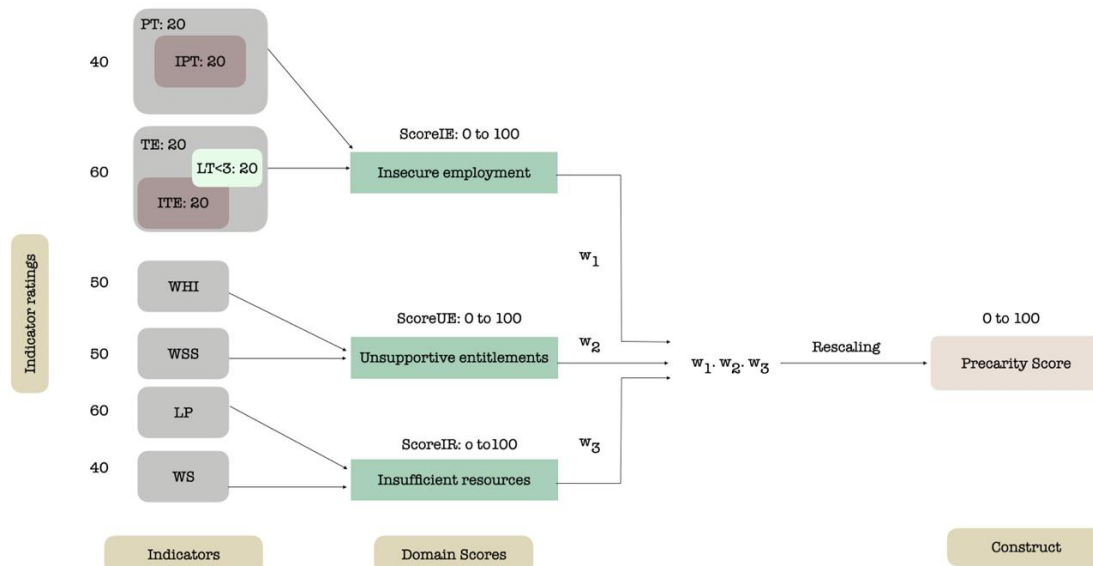 PT: 20
IPT: 20
40
TE: 20
LT<3: 20
ITE: 20
60
ScoreIE: 0 to 100
Insecure employment
w1
Indicator ratings
50
WHI
50
WSS
ScoreUE: 0 to 100
Unsupportive entitlements
w2
60
LP
40
WS
ScoreIR: o to100
Insufficient resources
w3
w1. w2. w3
Rescaling
0 to 100
Precarity Score
Indicators
Domain Scores
Construct